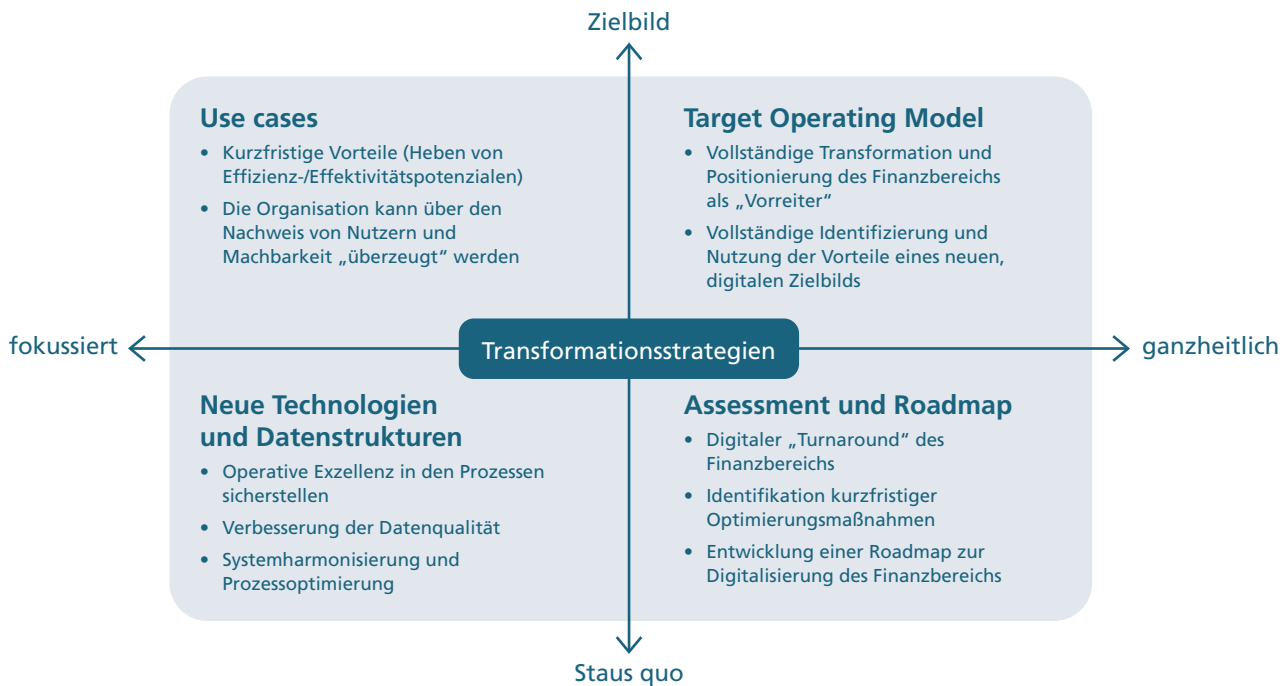 Zielbild
Use cases
• Kurzfristige Vorteile (Heben von
Effizienz-/Effektivitätspotenzialen)
• Die Organisation kann über den
Nachweis von Nutzern und
Machbarkeit „überzeugt“ werden
Target Operating Model
• Vollständige Transformation und
Positionierung des Finanzbereichs
als „Vorreiter“
• Vollständige Identifizierung und
Nutzung der Vorteile eines neuen,
digitalen Zielbilds
fokussiert
Transformationsstrategien
ganzheitlich
Neue Technologien
und Datenstrukturen
• Operative Exzellenz in den Prozessen
sicherstellen
• Verbesserung der Datenqualität
• Systemharmonisierung und
Prozessoptimierung
Assessment und Roadmap
• Digitaler „Turnaround“ des
Finanzbereichs
• Identifikation kurzfristiger
Optimierungsmaßnahmen
• Entwicklung einer Roadmap zur
Digitalisierung des Finanzbereichs
Staus quo